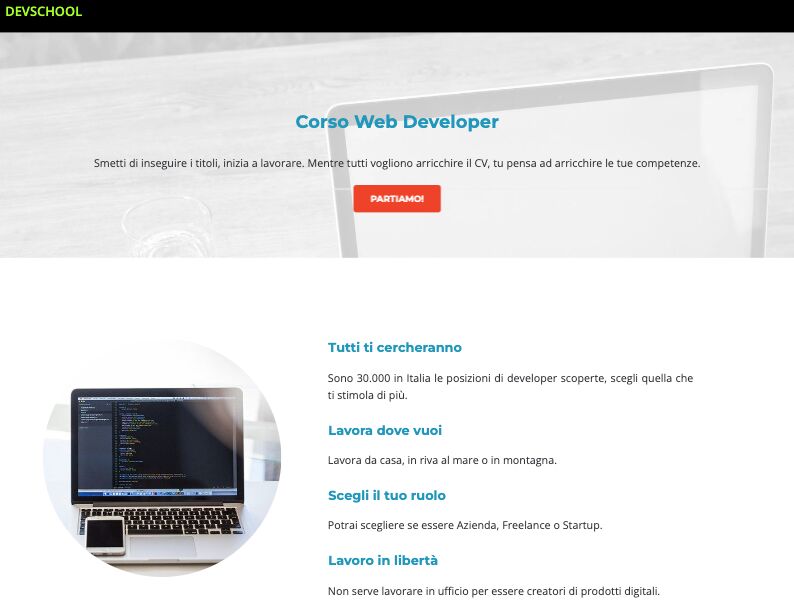 DEVSCHOOL
Corso Web Developer
Smetti di inseguire i titoli, inizia a lavorare. Mentre tutti vogliono arricchire il CV, tu pensa ad arricchire le tue competenze.
PARTIAMO!
Tutti ti cercheranno
Sono 30.000 in Italia le posizioni di developer scoperte, scegli quella che
ti stimola di più.
Lavora dove vuoi
Lavora da casa, in riva al mare o in montagna.
Scegli il tuo ruolo
Potrai scegliere se essere Azienda, Freelance o Startup.
Lavoro in libertà
Non serve lavorare in ufficio per essere creatori di prodotti digitali.